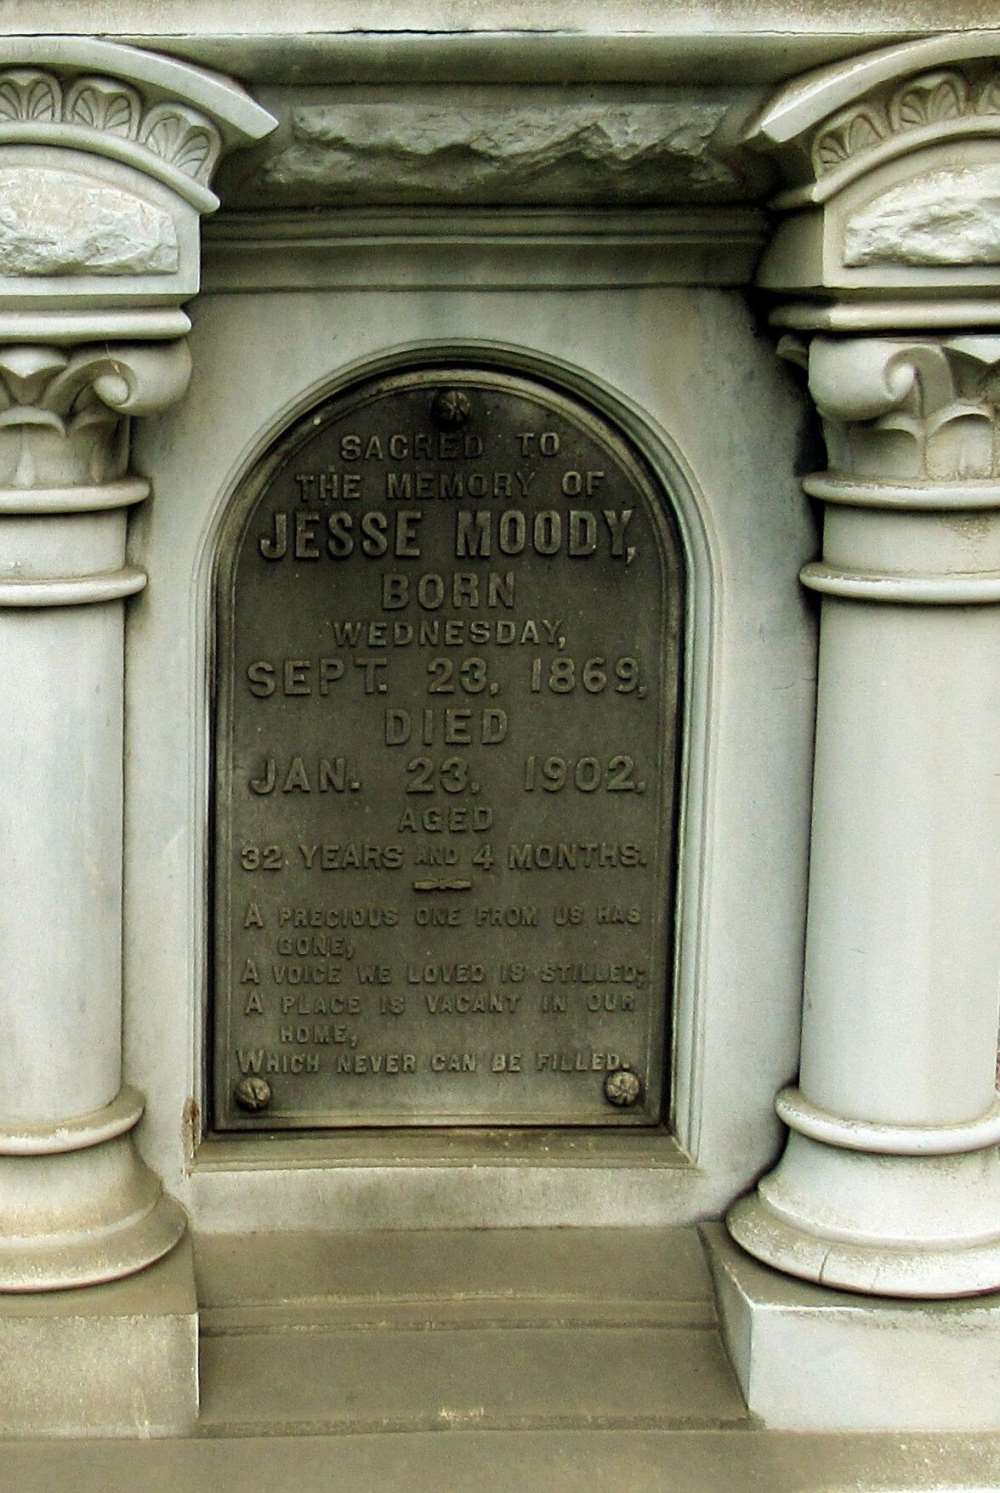 SACRED TO
THE MEMORY OF
JESSE MOODY,
BORN
WEDNESDAY,
SEPT. 23, 1869,
DIED
JAN. 23, 1902,
AGED
32 YEARS AND 4 MONTHS.
A PRECIOUS ONE FROM US HAS
GONE,
A VOICE WE LOVED IS STILLED;
A PLACE IS VACANT IN OUR
HOME,
WHICH NEVER CAN BE FILLED.